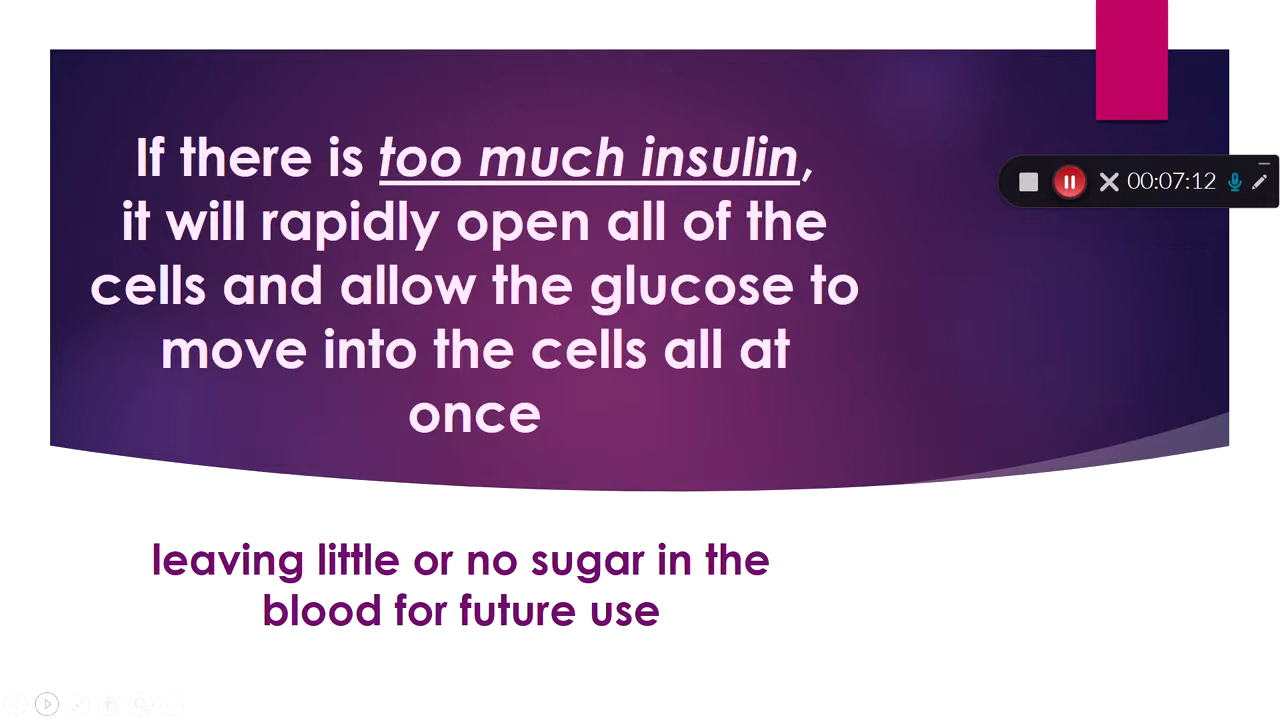 If there is too much insulin,
it will rapidly open all of the
cells and allow the glucose to
move into the cells all at
once
00:07:12
leaving little or no sugar in the
blood for future use